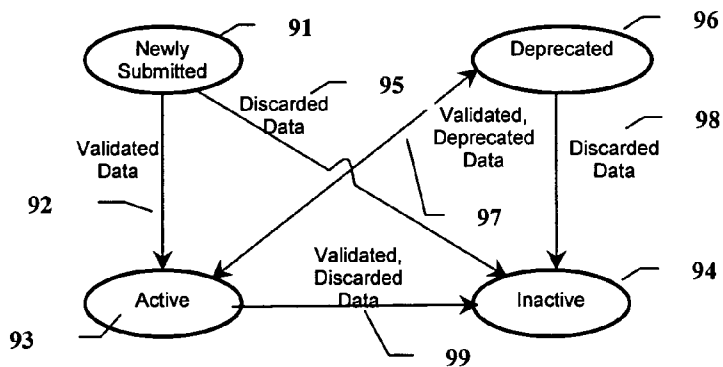 91
Newly
Submitted
96
Deprecated
Discarded
Data
95
Validated,
Deprecated
Data
98
Validated
Data
Discarded
Data
92
97
Validated,
Discarded
Data
94
Active
Inactive
93
99